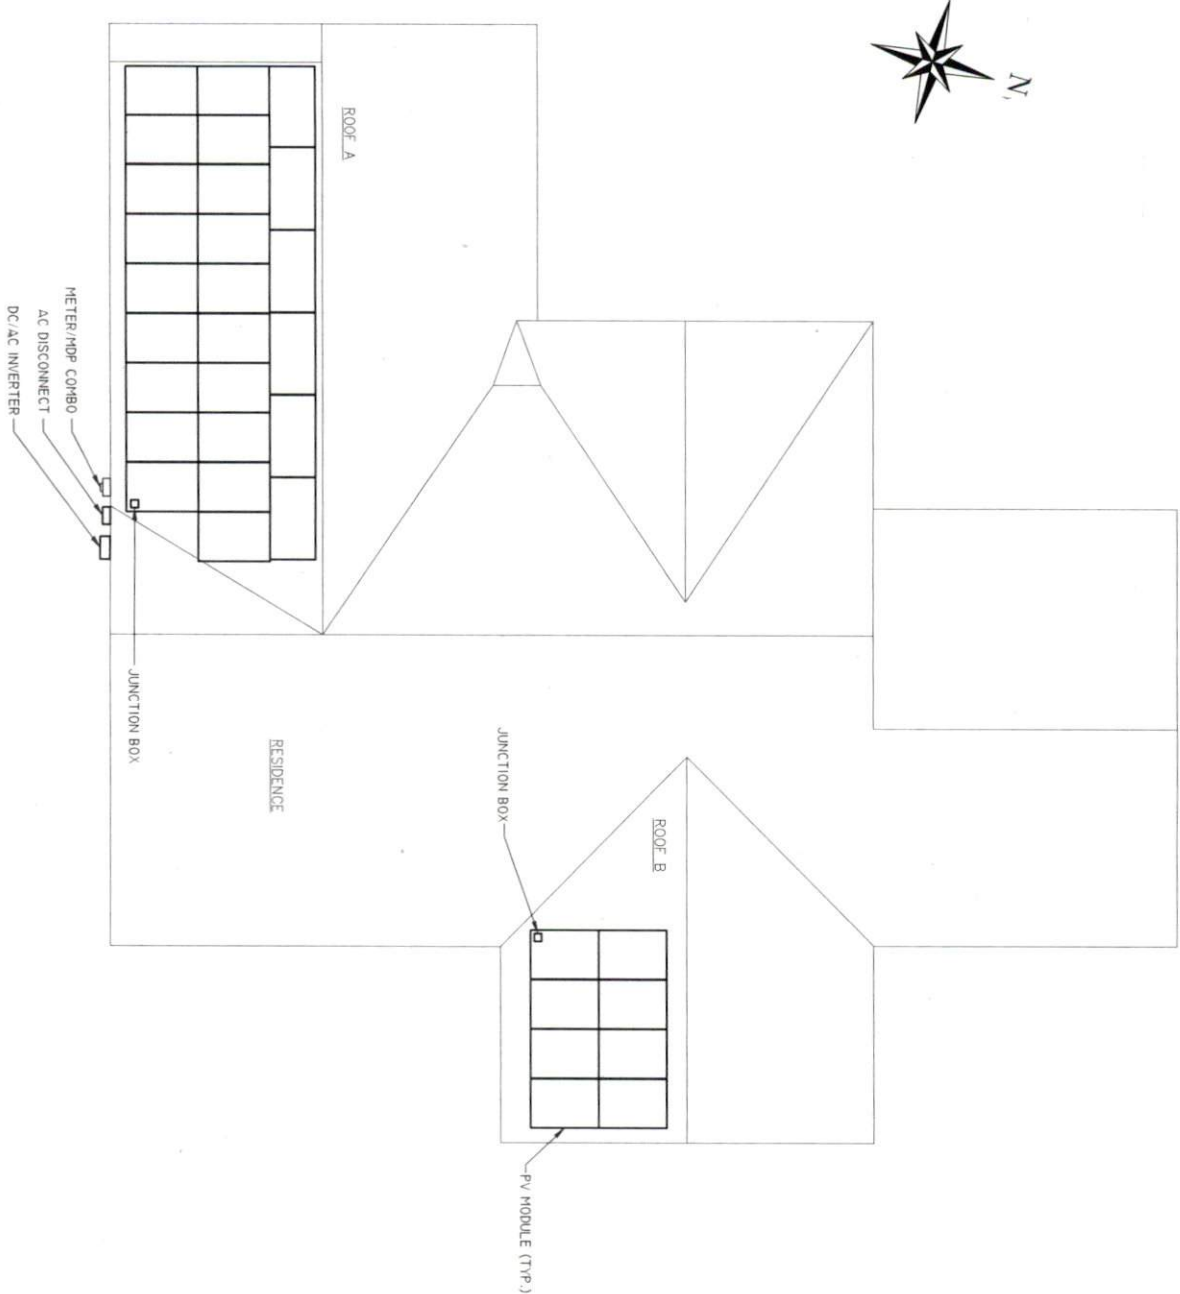 N
ROOF A
METER/MDP COMBO
AC DISCONNECT
DC/AC INVERTER
JUNCTION BOX
RESIDENCE
JUNCTION BOX
ROOF B
PV MODULE (TYP.)